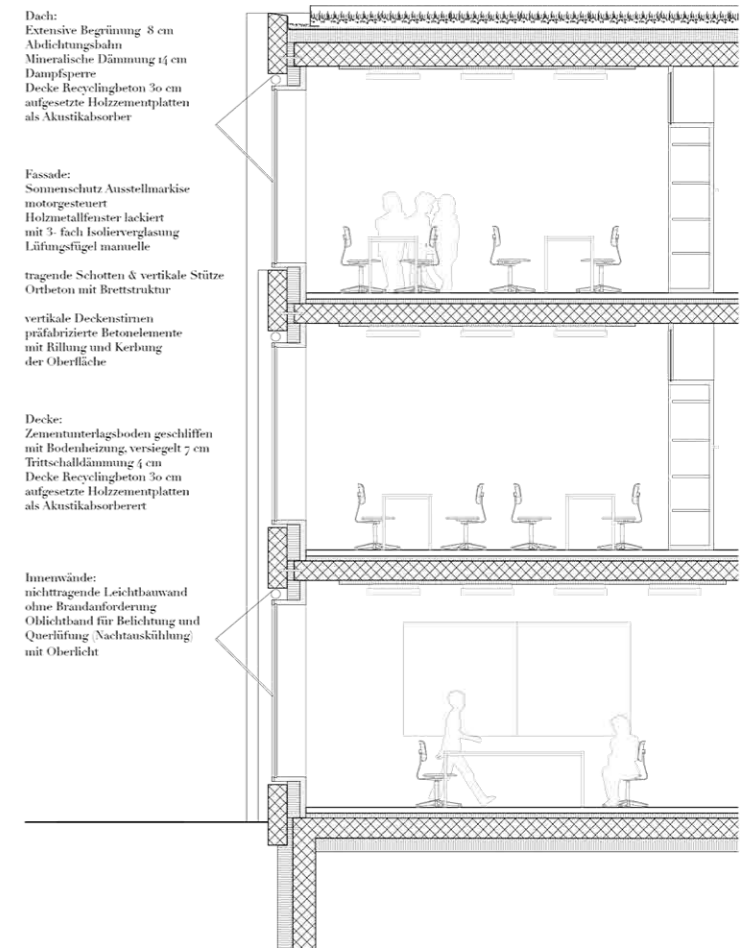 Dach:
Extensive Begrünung 8 cm
Abdichtungsbahn
Mineralische Dämmung 14 cm
Dampfsperre
Decke Recyclingbeton 30 cm
aufgesetzte Holzzementplatten
als Akustikabsorber
Fassade:
Sonnenschutz Ausstellmarkise
motorgesteuert
Holzmetallfenster lackiert
mit 3- fach Isolierverglasung
Lüfungsfügel manuelle
tragende Schotten & vertikale Stütze
Ortbeton mit Brettstruktur
vertikale Deckenstirnen
präfabrizierte Betonelemente
mit Rillung und Kerbung
der Oberfläche
Decke:
Zementunterlagsboden geschliffen
mit Bodenheizung, versiegelt 7 cm
Trittschalldämmung 4 cm
Decke Recyclingbeton 30 cm
aufgesetzte Holzzementplatten
als Akustikabsorberert
Innenwände:
nichttragende Leichtbauwand
ohne Brandanforderung
Oblichtband für Belichtung und
Querlüfung (Nachtauskühlung)
mit Oberlicht